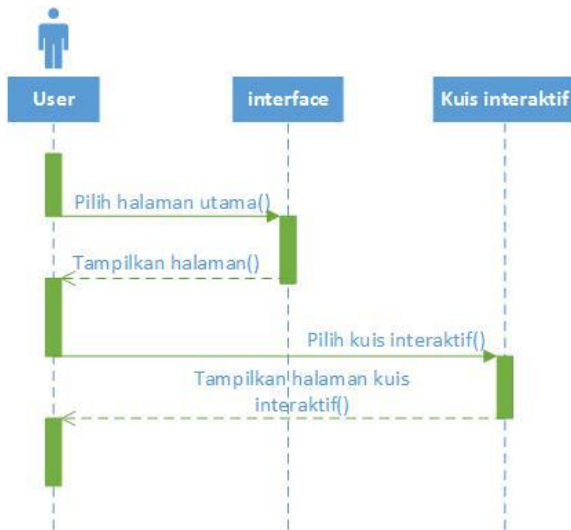 User
interface
Kuis interaktif
Pilih halaman utama()
Tampilkan halaman()
Pilih kuis interaktif()
Tampilkan halaman kuis
interaktif()